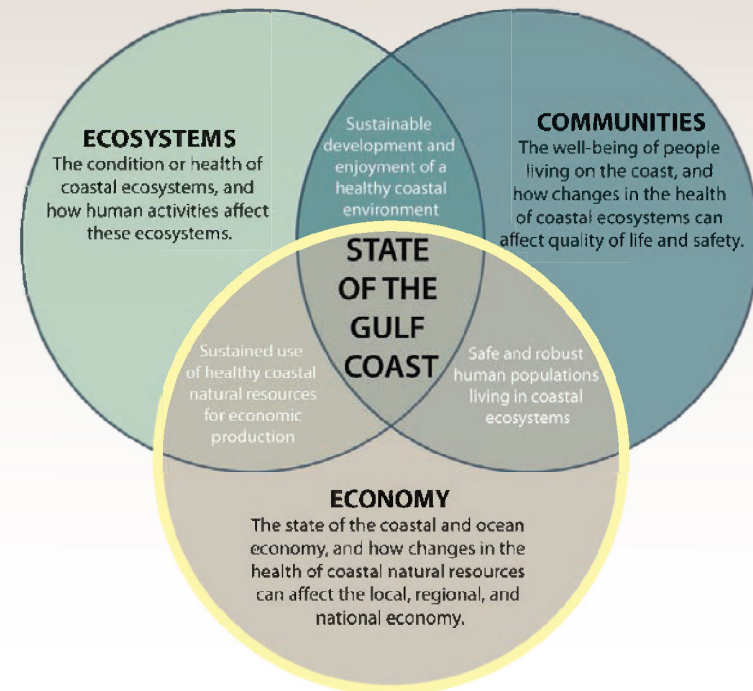 ECOSYSTEMS
The condition or health of
coastal ecosystems, and
how human activities affect
these ecosystems.
Sustainable
development and
enjoyment of a
healthy coastal
environment
COMMUNITIES
The well-being of people
living on the coast, and
how changes in the health
of coastal ecosystems can
affect quality of life and safety.
STATE
OF THE
GULF
COAST
Sustained use
of healthy coastal
natural resources
for economic
production
Safe and robust
human populations
living in coastal
ecosystems
ECONOMY
The state of the coastal and ocean
economy, and how changes in the
health of coastal natural resources
can affect the local, regional, and
national economy.